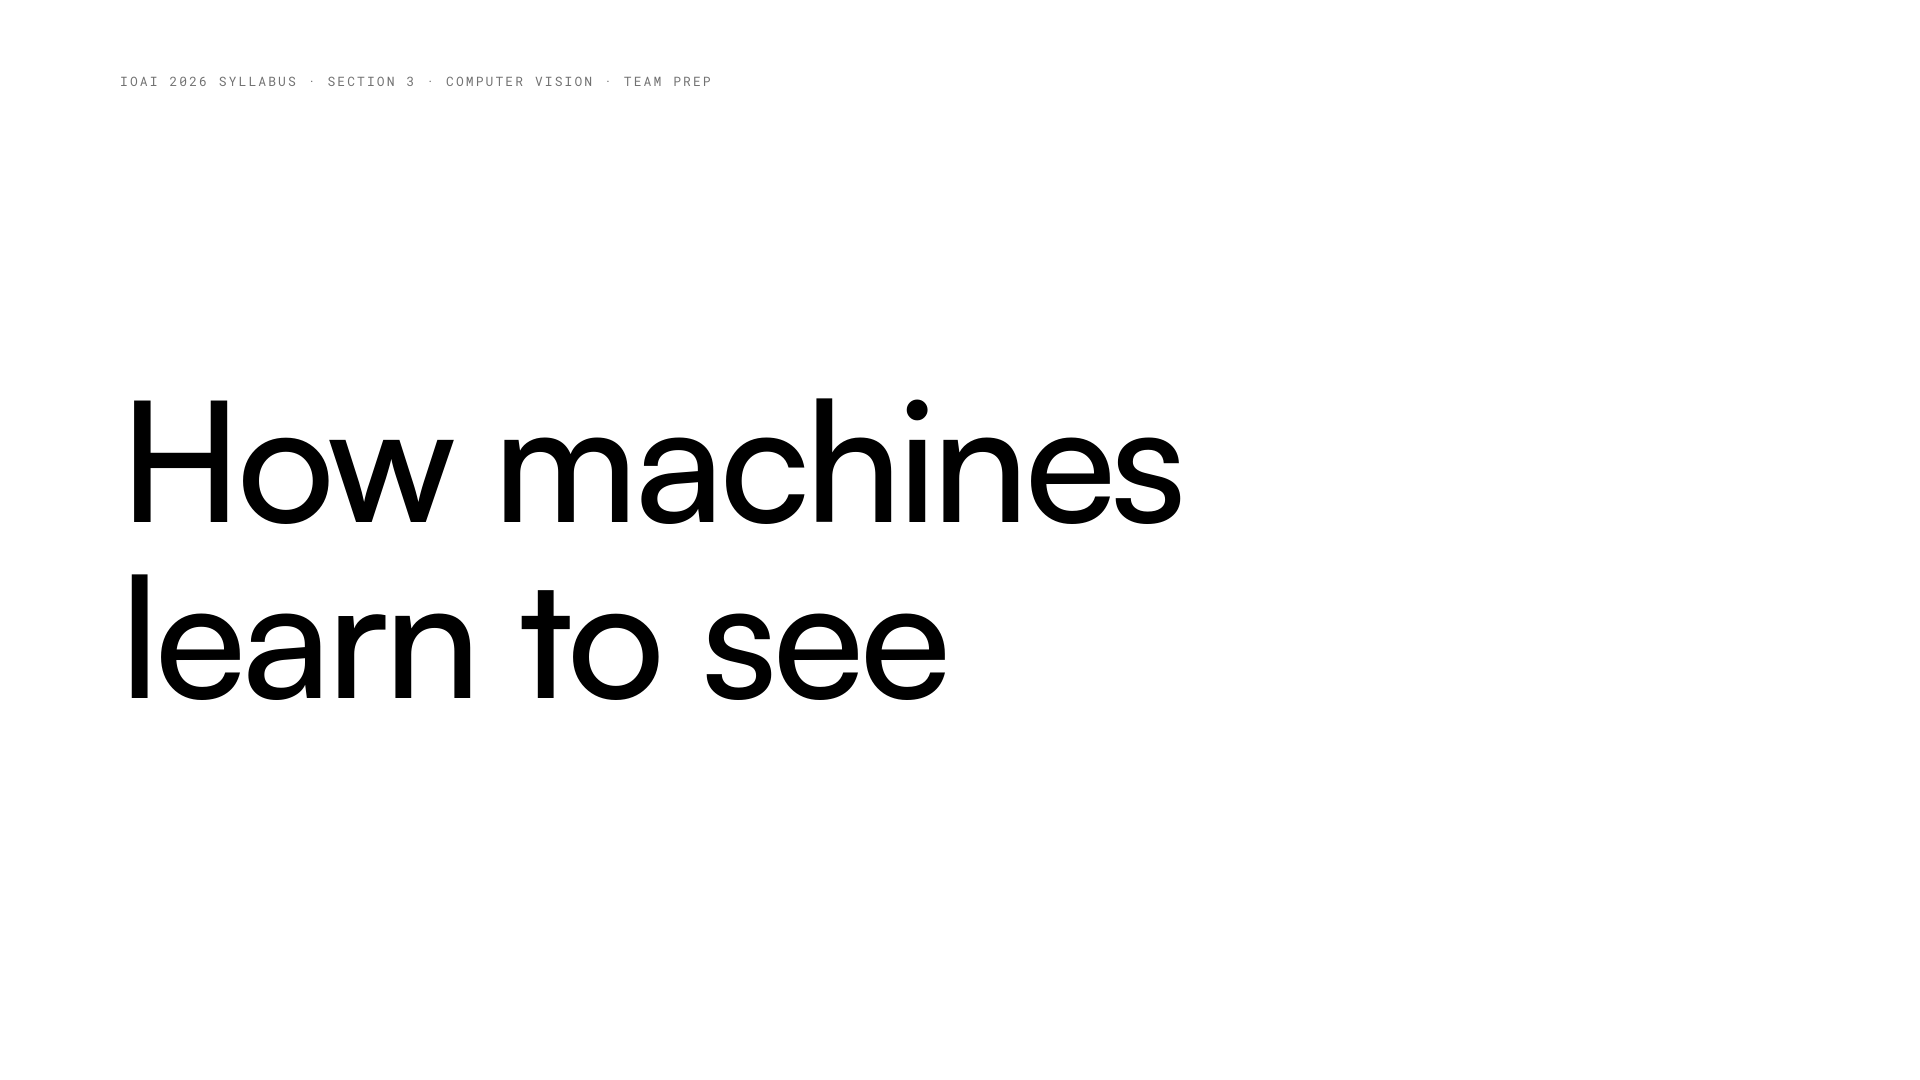 IOAI 2026 SYLLABUS · SECTION 3 · COMPUTER VISION · TEAM PREP
How machines
learn to see